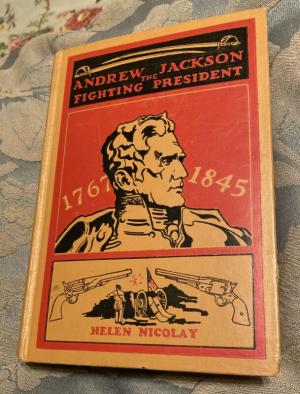 ANDREW JACKSON
THE
FIGHTING PRESIDENT
1767 1845
HELEN NICOLAY